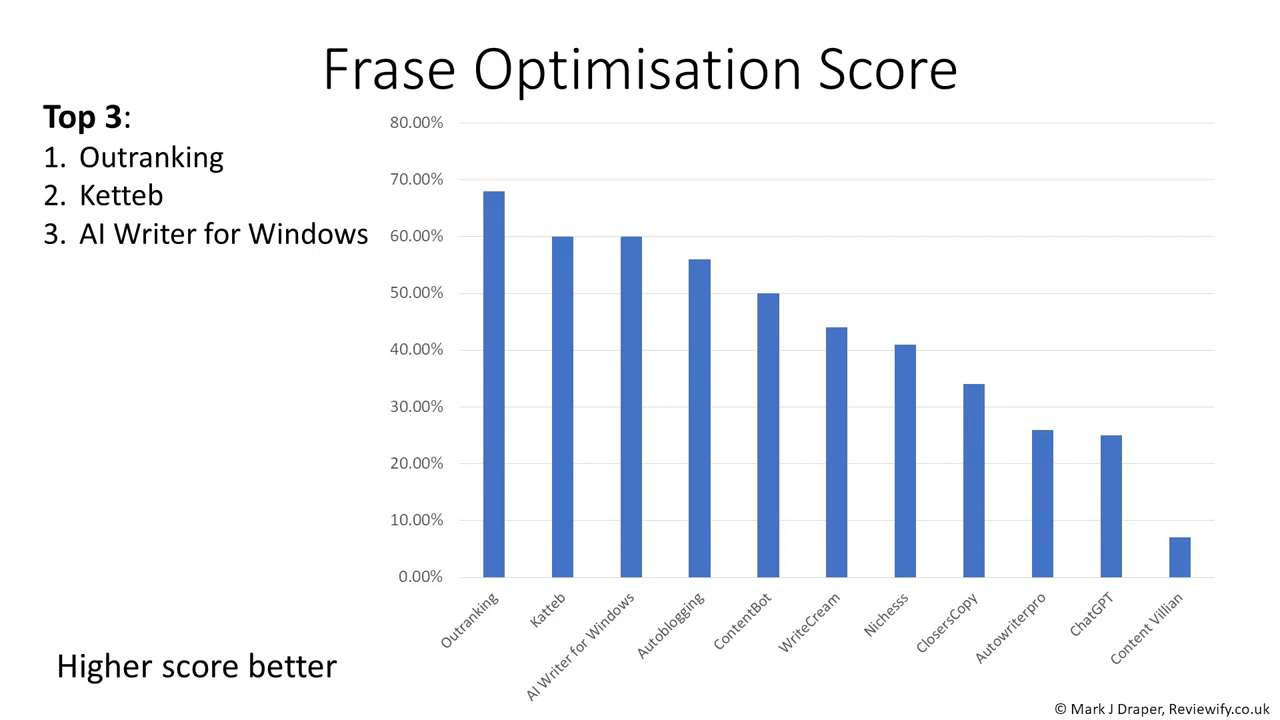 Frase Optimisation Score
Top 3:
1. Outranking
2. Ketteb
3. AI Writer for Windows
80.00%
70.00%
60.00%
50.00%
40.00%
30.00%
20.00%
10.00%
0.00%
Outranking
Katteb
AI Writer for Windows
Autoblogging
ContentBot
WriteCream
Nichesss
ClosersCopy
Autowriterpro
ChatGPT
Content Villian
Higher score better
© Mark J Draper, Reviewify.co.uk